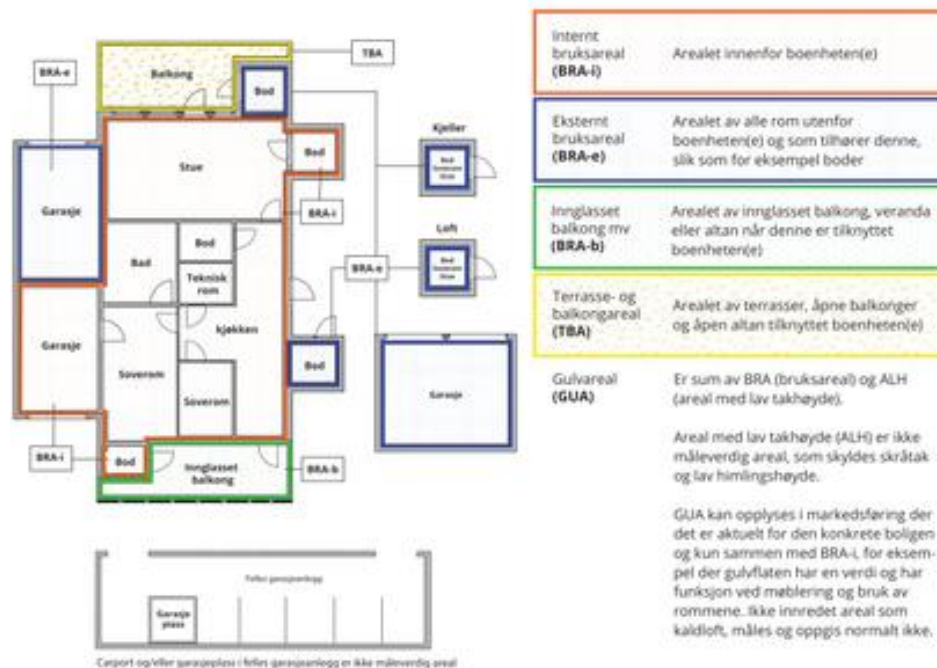 TBA
BRA-e
Balkong
Bod
Kjeller
Bod
Stue
Bod
BRA-i
Garasje
Loft
Bod
Bad
Teknisk
rom
BRA-e
kjøkken
Garasje
Bod
Soverom
Soverom
Garasje
BRA-i
Bod
Innglasset
balkong
BRA-b
Felles garasjeanlegg
Garasje
plass
Carport og/eller garasjeplass i felles garasjeanlegg er ikke måleverdig areal
Internt
bruksareal
(BRA-i)
Arealet innenfor boenheten(e)
Eksternt
bruksareal
(BRA-e)
Arealet av alle rom utenfor
boenheten(e) og som tilhører denne,
slik som for eksempel boder
Innglasset
balkong mv
(BRA-b)
Arealet av innglasset balkong, veranda
eller altan når denne er tilknyttet
boenheten(e)
Terrasse- og
balkongareal
(TBA)
Arealet av terrasser, åpne balkonger
og åpen altan tilknyttet boenheten(e)
Gulvareal
(GUA)
Er sum av BRA (bruksareal) og ALH
(areal med lav takhøyde).
Areal med lav takhøyde (ALH) er ikke
måleverdig areal, som skyldes skråtak
og lav himlingshøyde.
GUA kan opplyses i markedsføring der
det er aktuelt for den konkrete boligen
og kun sammen med BRA-i, for eksem-
pel der gulvflaten har en verdi og har
funksjon ved møblering og bruk av
rommene. Ikke innredet areal som
kaldloft, måles og oppgis normalt ikke.